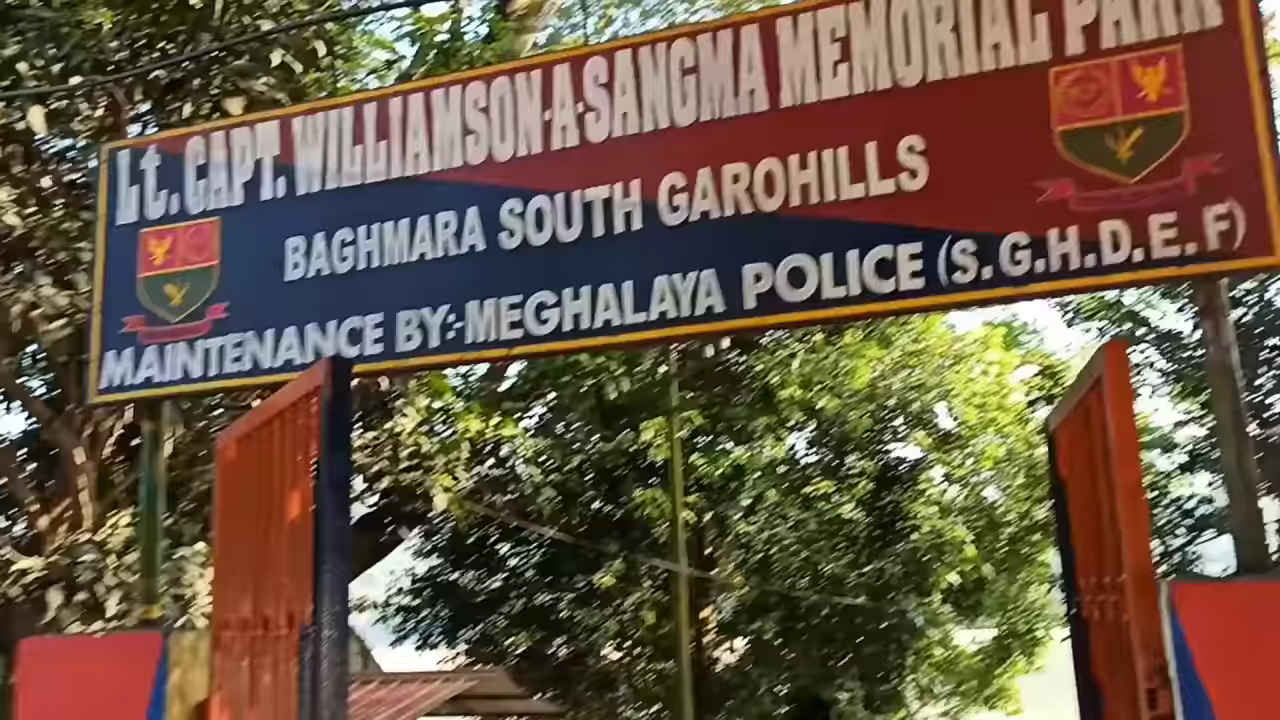 Lt. CAPT. WILLIAMSON-A-SANGMA MEMORIAL PARK
BAGHMARA SOUTH GAROHILLS
MAINTENANCE BY:-MEGHALAYA POLICE (S.G.H.D.E.F)